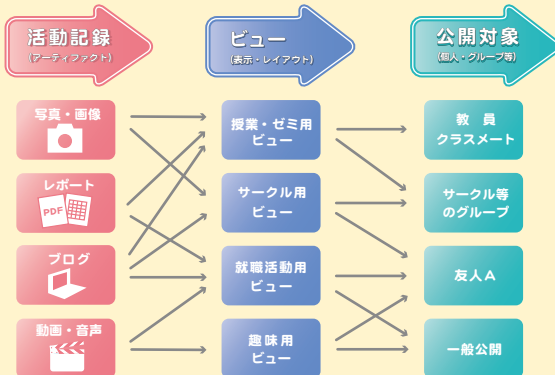 活動記録
(アーティファクト)
ビュー
(表示・レイアウト)
公開対象
(個人・グループ等)
写真・画像
授業・ゼミ用
ビュー
教 員
クラスメート
レポート
PDF
サークル用
ビュー
サークル等
のグループ
ブログ
就職活動用
ビュー
友人A
動画・音声
趣味用
ビュー
一般公開